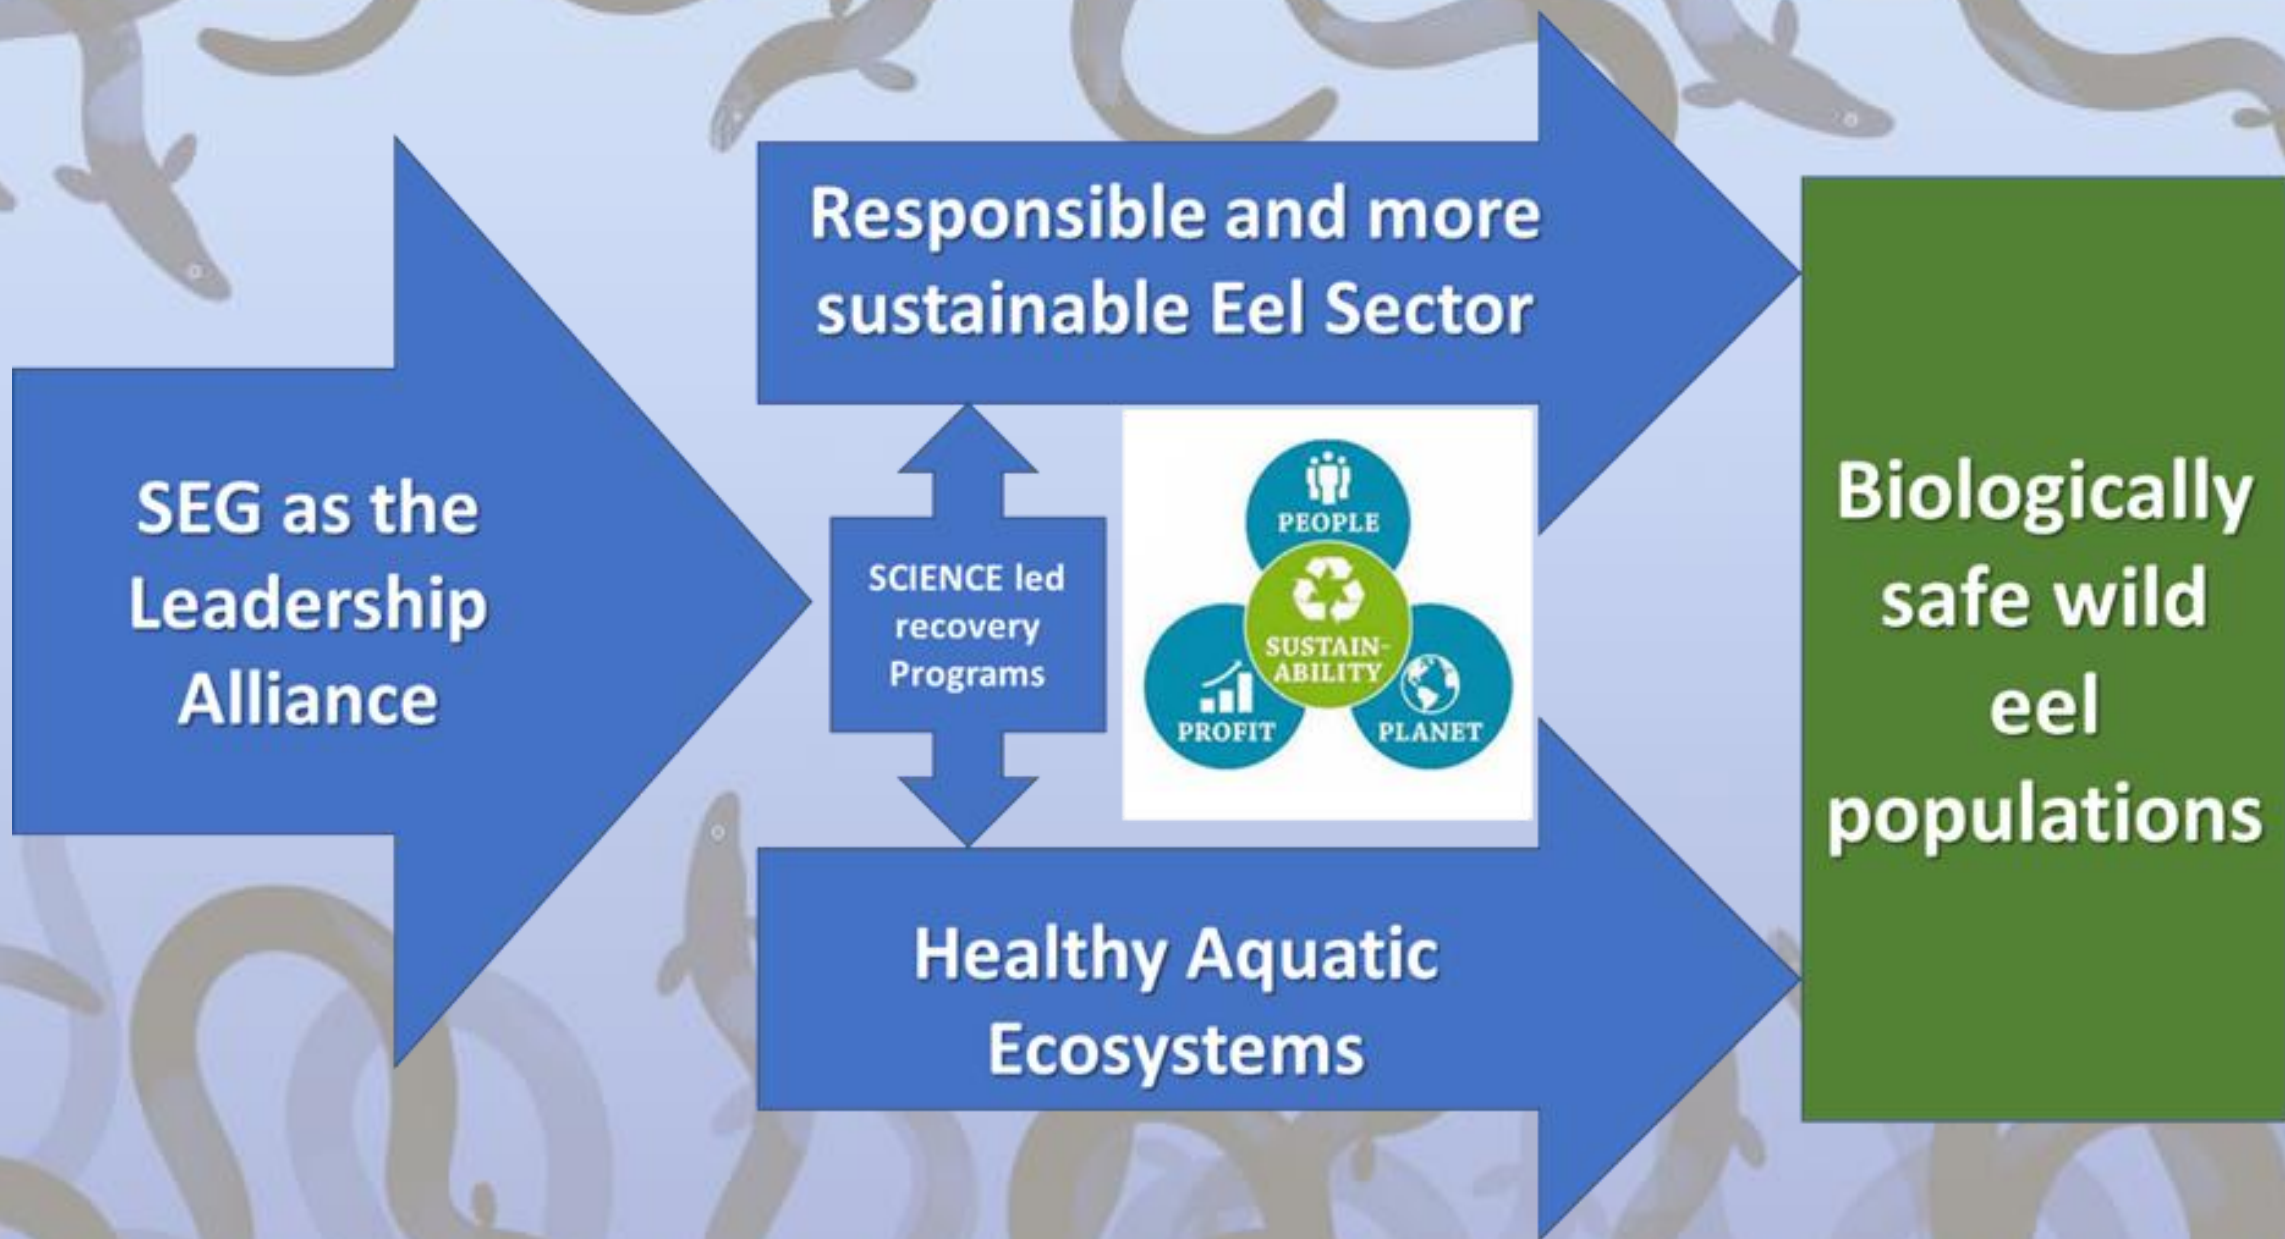 SEG as the
Leadership
Alliance
Responsible and more
sustainable Eel Sector
SCIENCE led
recovery
Programs
PEOPLE
SUSTAIN-
ABILITY
PROFIT
PLANET
Healthy Aquatic
Ecosystems
Biologically
safe wild
eel
populations